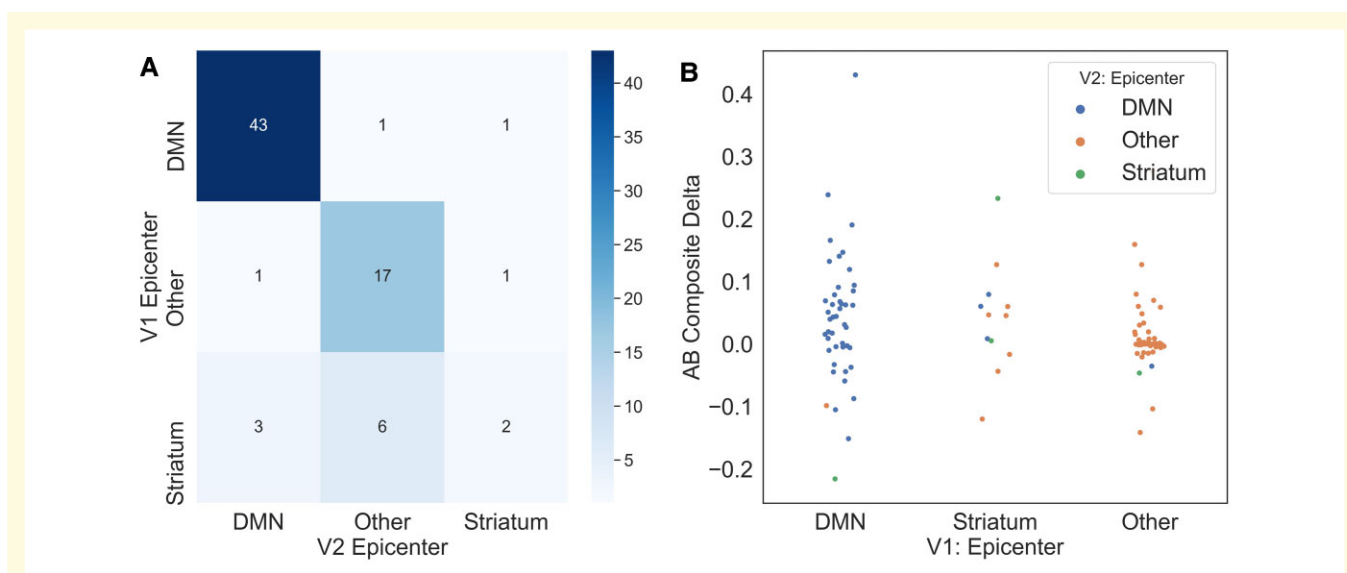 A
DMN
Other
Striatum
V1 Epicenter
43 1 1
1 17 1
3 6 2
DMN Other Striatum
V2 Epicenter
40
35
30
25
20
15
10
5
B
AB Composite Delta
0.4
0.3
0.2
0.1
0.0
−0.1
−0.2
V2: Epicenter
DMN
Other
Striatum
DMN Striatum Other
V1: Epicenter